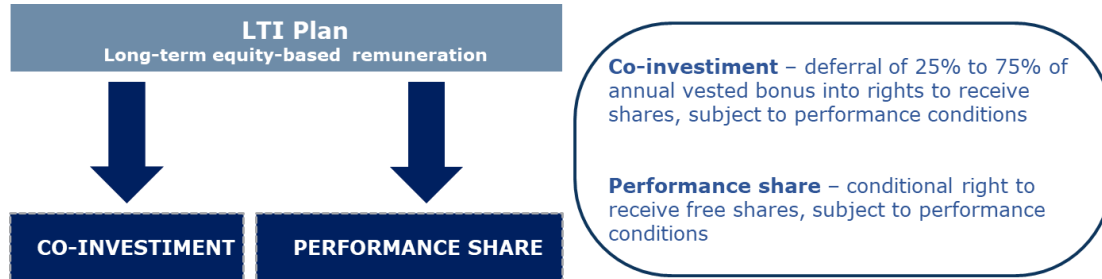 LTI Plan
Long-term equity-based remuneration
CO-INVESTIMENT
PERFORMANCE SHARE
Co-investiment – deferral of 25% to 75% of
annual vested bonus into rights to receive
shares, subject to performance conditions
Performance share – conditional right to
receive free shares, subject to performance
conditions